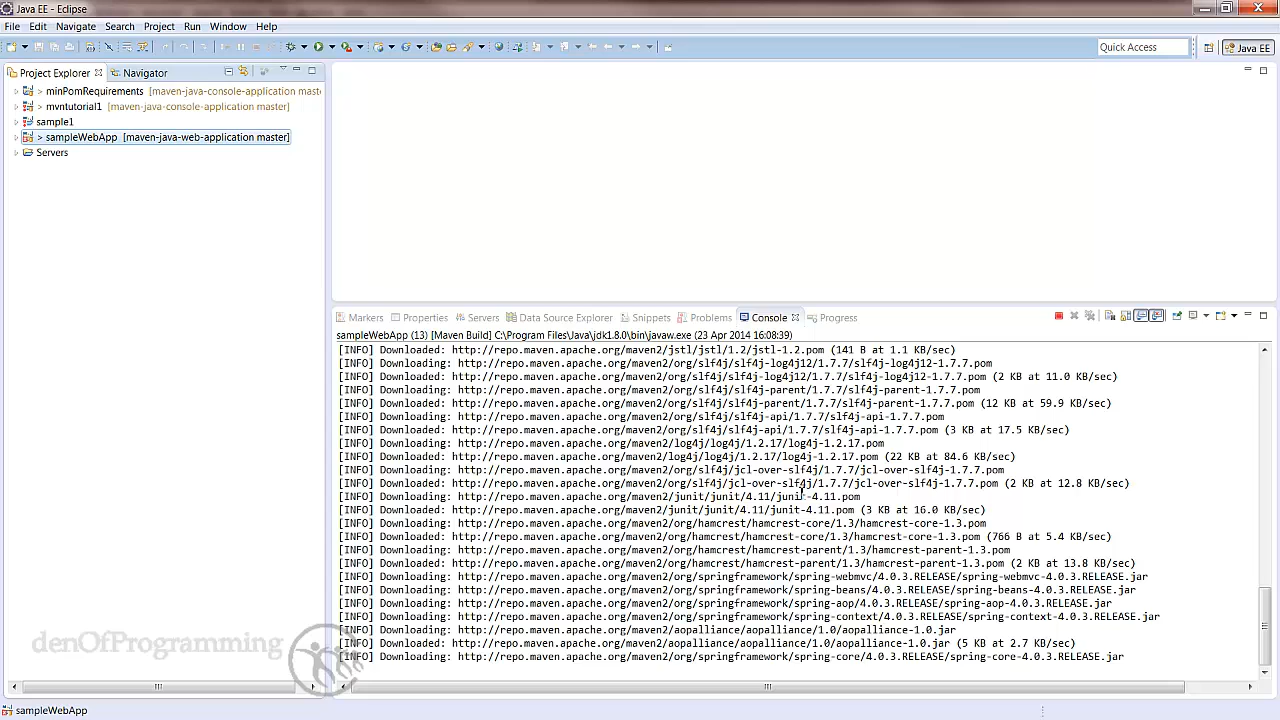 Java EE - Eclipse
File Edit Navigate Search Project Run Window Help
Quick Access
Java EE
Project Explorer
Navigator
> minPomRequirements [maven-java-console-application maste
> mvntutorial1 [maven-java-console-application master]
sample1
> sampleWebApp [maven-java-web-application master]
Servers
Markers Properties Servers Data Source Explorer Snippets Problems Console Progress
sampleWebApp (13) [Maven Build] C:\Program Files\Java\jdk1.8.0\bin\javaw.exe (23 Apr 2014 16:08:39)
[INFO] Downloaded: http://repo.maven.apache.org/maven2/jstl/jstl/1.2/jstl-1.2.pom (141 B at 1.1 KB/sec)
[INFO] Downloading: http://repo.maven.apache.org/maven2/org/slf4j/slf4j-log4j12/1.7.7/slf4j-log4j12-1.7.7.pom
[INFO] Downloaded: http://repo.maven.apache.org/maven2/org/slf4j/slf4j-log4j12/1.7.7/slf4j-log4j12-1.7.7.pom (2 KB at 11.0 KB/sec)
[INFO] Downloading: http://repo.maven.apache.org/maven2/org/slf4j/slf4j-parent/1.7.7/slf4j-parent-1.7.7.pom
[INFO] Downloaded: http://repo.maven.apache.org/maven2/org/slf4j/slf4j-parent/1.7.7/slf4j-parent-1.7.7.pom (12 KB at 59.9 KB/sec)
[INFO] Downloading: http://repo.maven.apache.org/maven2/org/slf4j/slf4j-api/1.7.7/slf4j-api-1.7.7.pom
[INFO] Downloaded: http://repo.maven.apache.org/maven2/org/slf4j/slf4j-api/1.7.7/slf4j-api-1.7.7.pom (3 KB at 17.5 KB/sec)
[INFO] Downloading: http://repo.maven.apache.org/maven2/log4j/log4j/1.2.17/log4j-1.2.17.pom
[INFO] Downloaded: http://repo.maven.apache.org/maven2/log4j/log4j/1.2.17/log4j-1.2.17.pom (22 KB at 84.6 KB/sec)
[INFO] Downloading: http://repo.maven.apache.org/maven2/org/slf4j/jcl-over-slf4j/1.7.7/jcl-over-slf4j-1.7.7.pom
[INFO] Downloaded: http://repo.maven.apache.org/maven2/org/slf4j/jcl-over-slf4j/1.7.7/jcl-over-slf4j-1.7.7.pom (2 KB at 12.8 KB/sec)
[INFO] Downloading: http://repo.maven.apache.org/maven2/junit/junit/4.11/junit-4.11.pom
[INFO] Downloaded: http://repo.maven.apache.org/maven2/junit/junit/4.11/junit-4.11.pom (3 KB at 16.0 KB/sec)
[INFO] Downloading: http://repo.maven.apache.org/maven2/org/hamcrest/hamcrest-core/1.3/hamcrest-core-1.3.pom
[INFO] Downloaded: http://repo.maven.apache.org/maven2/org/hamcrest/hamcrest-core/1.3/hamcrest-core-1.3.pom (766 B at 5.4 KB/sec)
[INFO] Downloading: http://repo.maven.apache.org/maven2/org/hamcrest/hamcrest-parent/1.3/hamcrest-parent-1.3.pom
[INFO] Downloaded: http://repo.maven.apache.org/maven2/org/hamcrest/hamcrest-parent/1.3/hamcrest-parent-1.3.pom (2 KB at 13.8 KB/sec)
[INFO] Downloading: http://repo.maven.apache.org/maven2/org/springframework/spring-webmvc/4.0.3.RELEASE/spring-webmvc-4.0.3.RELEASE.jar
[INFO] Downloading: http://repo.maven.apache.org/maven2/org/springframework/spring-beans/4.0.3.RELEASE/spring-beans-4.0.3.RELEASE.jar
[INFO] Downloading: http://repo.maven.apache.org/maven2/org/springframework/spring-aop/4.0.3.RELEASE/spring-aop-4.0.3.RELEASE.jar
[INFO] Downloading: http://repo.maven.apache.org/maven2/org/springframework/spring-context/4.0.3.RELEASE/spring-context-4.0.3.RELEASE.jar
[INFO] Downloading: http://repo.maven.apache.org/maven2/aopalliance/aopalliance/1.0/aopalliance-1.0.jar
[INFO] Downloaded: http://repo.maven.apache.org/maven2/aopalliance/aopalliance/1.0/aopalliance-1.0.jar (5 KB at 2.7 KB/sec)
[INFO] Downloading: http://repo.maven.apache.org/maven2/org/springframework/spring-core/4.0.3.RELEASE/spring-core-4.0.3.RELEASE.jar
denOfProgramming
sampleWebApp